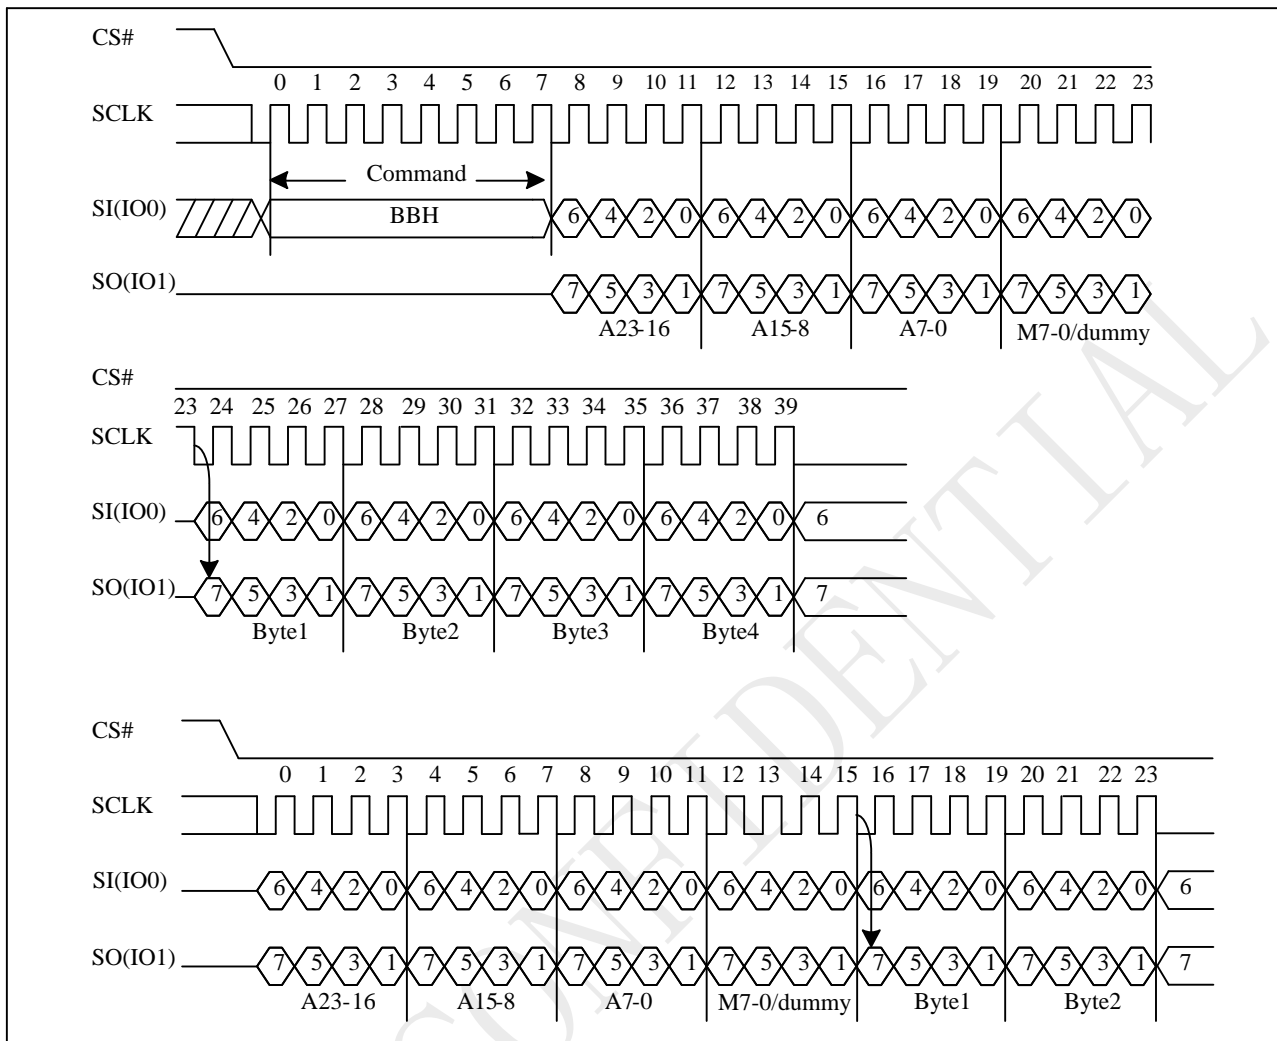 CS#
0 1 2 3 4 5 6 7 8 9 10 11 12 13 14 15 16 17 18 19 20 21 22 23
SCLK
Command
SI(IO0) BBH 6 4 2 0 6 4 2 0 6 4 2 0 6 4 2 0
SO(IO1) 7 5 3 1 7 5 3 1 7 5 3 1 7 5 3 1
A23-16 A15-8 A7-0 M7-0/dummy
CS#
23 24 25 26 27 28 29 30 31 32 33 34 35 36 37 38 39
SCLK
SI(IO0) 6 4 2 0 6 4 2 0 6 4 2 0 6 4 2 0 6
SO(IO1) 7 5 3 1 7 5 3 1 7 5 3 1 7 5 3 1 7
Byte1 Byte2 Byte3 Byte4
CS#
0 1 2 3 4 5 6 7 8 9 10 11 12 13 14 15 16 17 18 19 20 21 22 23
SCLK
SI(IO0) 6 4 2 0 6 4 2 0 6 4 2 0 6 4 2 0 6 4 2 0 6 4 2 0 6
SO(IO1) 7 5 3 1 7 5 3 1 7 5 3 1 7 5 3 1 7 5 3 1 7 5 3 1 7
A23-16 A15-8 A7-0 M7-0/dummy Byte1 Byte2
CONFIDENTIAL